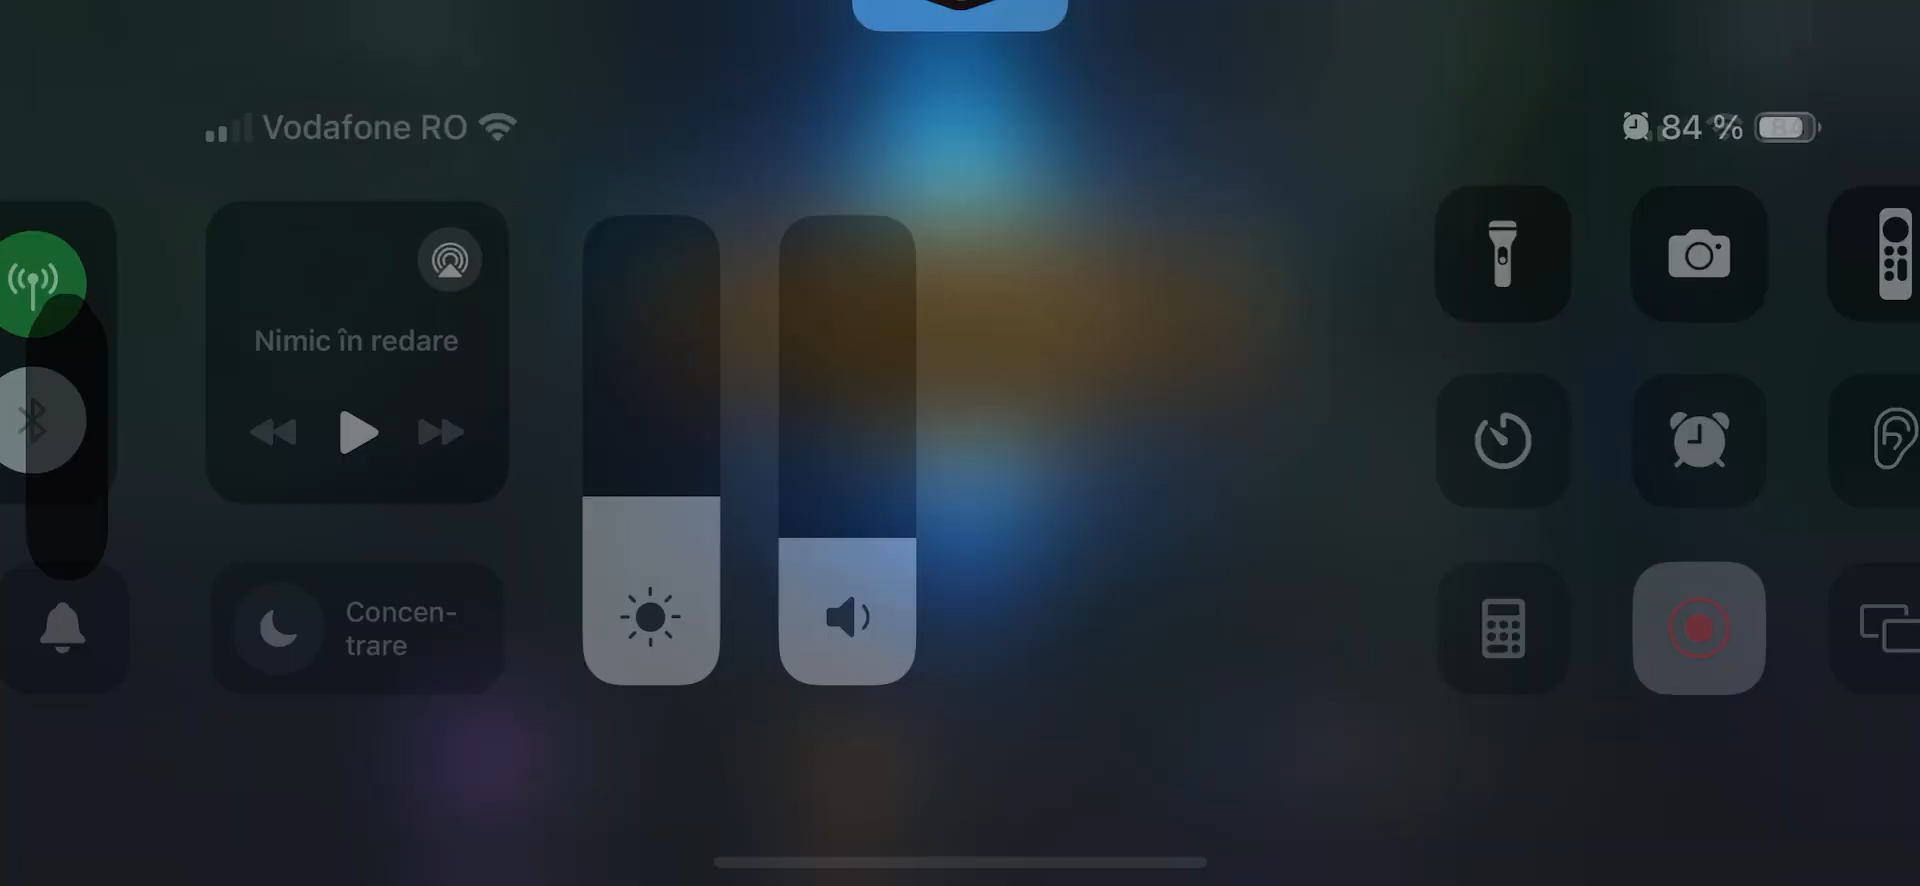 Vodafone RO
84 %
Nimic în redare
Concen-
trare